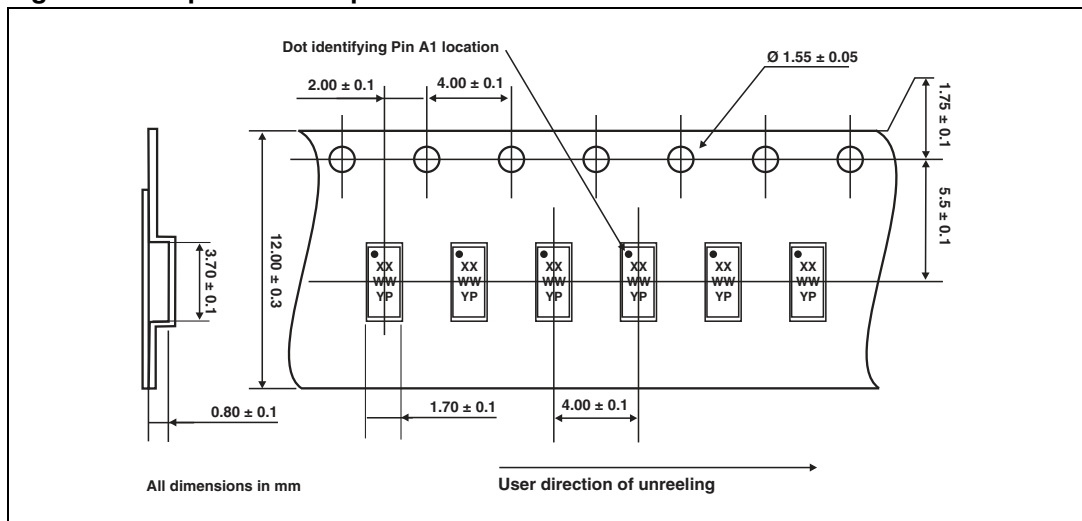 Dot identifying Pin A1 location
Ø 1.55 ± 0.05
2.00 ± 0.1
4.00 ± 0.1
1.75 ± 0.1
5.5 ± 0.1
12.00 ± 0.3
3.70 ± 0.1
XX
WW
YP
XX
WW
YP
XX
WW
YP
XX
WW
YP
XX
WW
YP
XX
WW
YP
0.80 ± 0.1
1.70 ± 0.1
4.00 ± 0.1
All dimensions in mm
User direction of unreeling